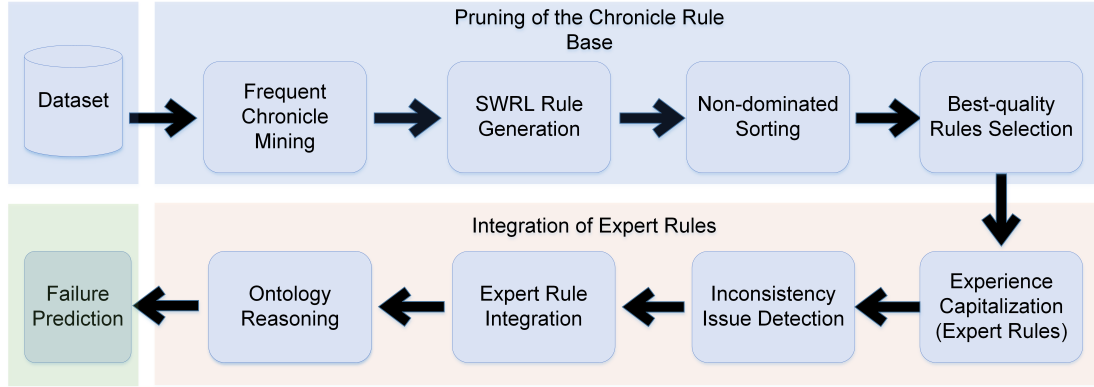 Pruning of the Chronicle Rule
Base
Dataset
Frequent
Chronicle
Mining
SWRL Rule
Generation
Non-dominated
Sorting
Best-quality
Rules Selection
Integration of Expert Rules
Failure
Prediction
Ontology
Reasoning
Expert Rule
Integration
Inconsistency
Issue Detection
Experience
Capitalization
(Expert Rules)